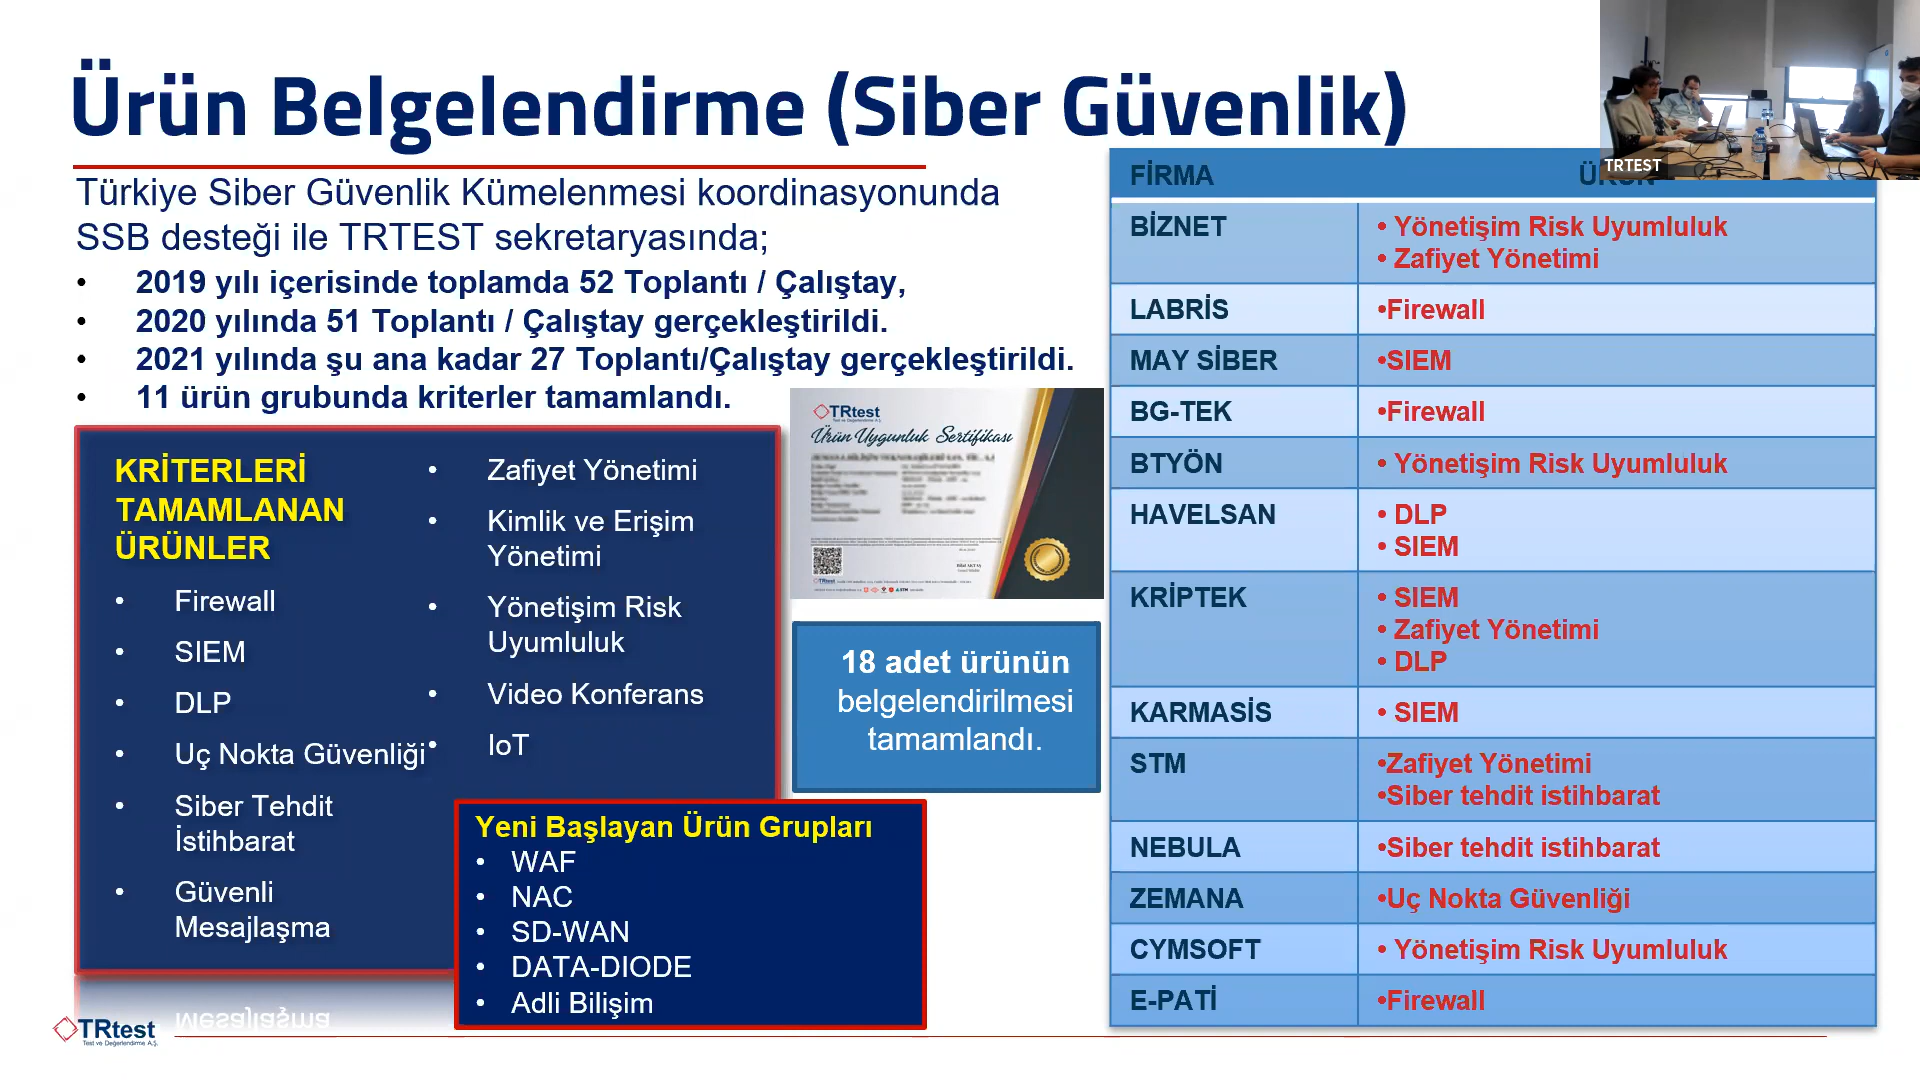 Ürün Belgelendirme (Siber Güvenlik)
Türkiye Siber Güvenlik Kümelenmesi koordinasyonunda
SSB desteği ile TRTEST sekretaryasında;
• 2019 yılı içerisinde toplamda 52 Toplantı / Çalıştay,
• 2020 yılında 51 Toplantı / Çalıştay gerçekleştirildi.
• 2021 yılında şu ana kadar 27 Toplantı/Çalıştay gerçekleştirildi.
• 11 ürün grubunda kriterler tamamlandı.
KRİTERLERİ
TAMAMLANAN
ÜRÜNLER
• Firewall
• SIEM
• DLP
• Uç Nokta Güvenliği
• Siber Tehdit
İstihbarat
• Güvenli
Mesajlaşma
• Zafiyet Yönetimi
• Kimlik ve Erişim
Yönetimi
• Yönetişim Risk
Uyumluluk
• Video Konferans
• IoT
Yeni Başlayan Ürün Grupları
• WAF
• NAC
• SD-WAN
• DATA-DIODE
• Adli Bilişim
TRtest
Test ve Değerlendirme A.Ş.
Ürün Uygunluk Sertifikası
18 adet ürünün
belgelendirilmesi
tamamlandı.
TRTEST
FİRMA ÜRÜN
BİZNET • Yönetişim Risk Uyumluluk
• Zafiyet Yönetimi
LABRİS •Firewall
MAY SİBER •SIEM
BG-TEK •Firewall
BTYÖN • Yönetişim Risk Uyumluluk
HAVELSAN • DLP
• SIEM
KRİPTEK • SIEM
• Zafiyet Yönetimi
• DLP
KARMASİS • SIEM
STM •Zafiyet Yönetimi
•Siber tehdit istihbarat
NEBULA •Siber tehdit istihbarat
ZEMANA •Uç Nokta Güvenliği
CYMSOFT • Yönetişim Risk Uyumluluk
E-PATİ •Firewall
TRtest
Test ve Değerlendirme A.Ş.